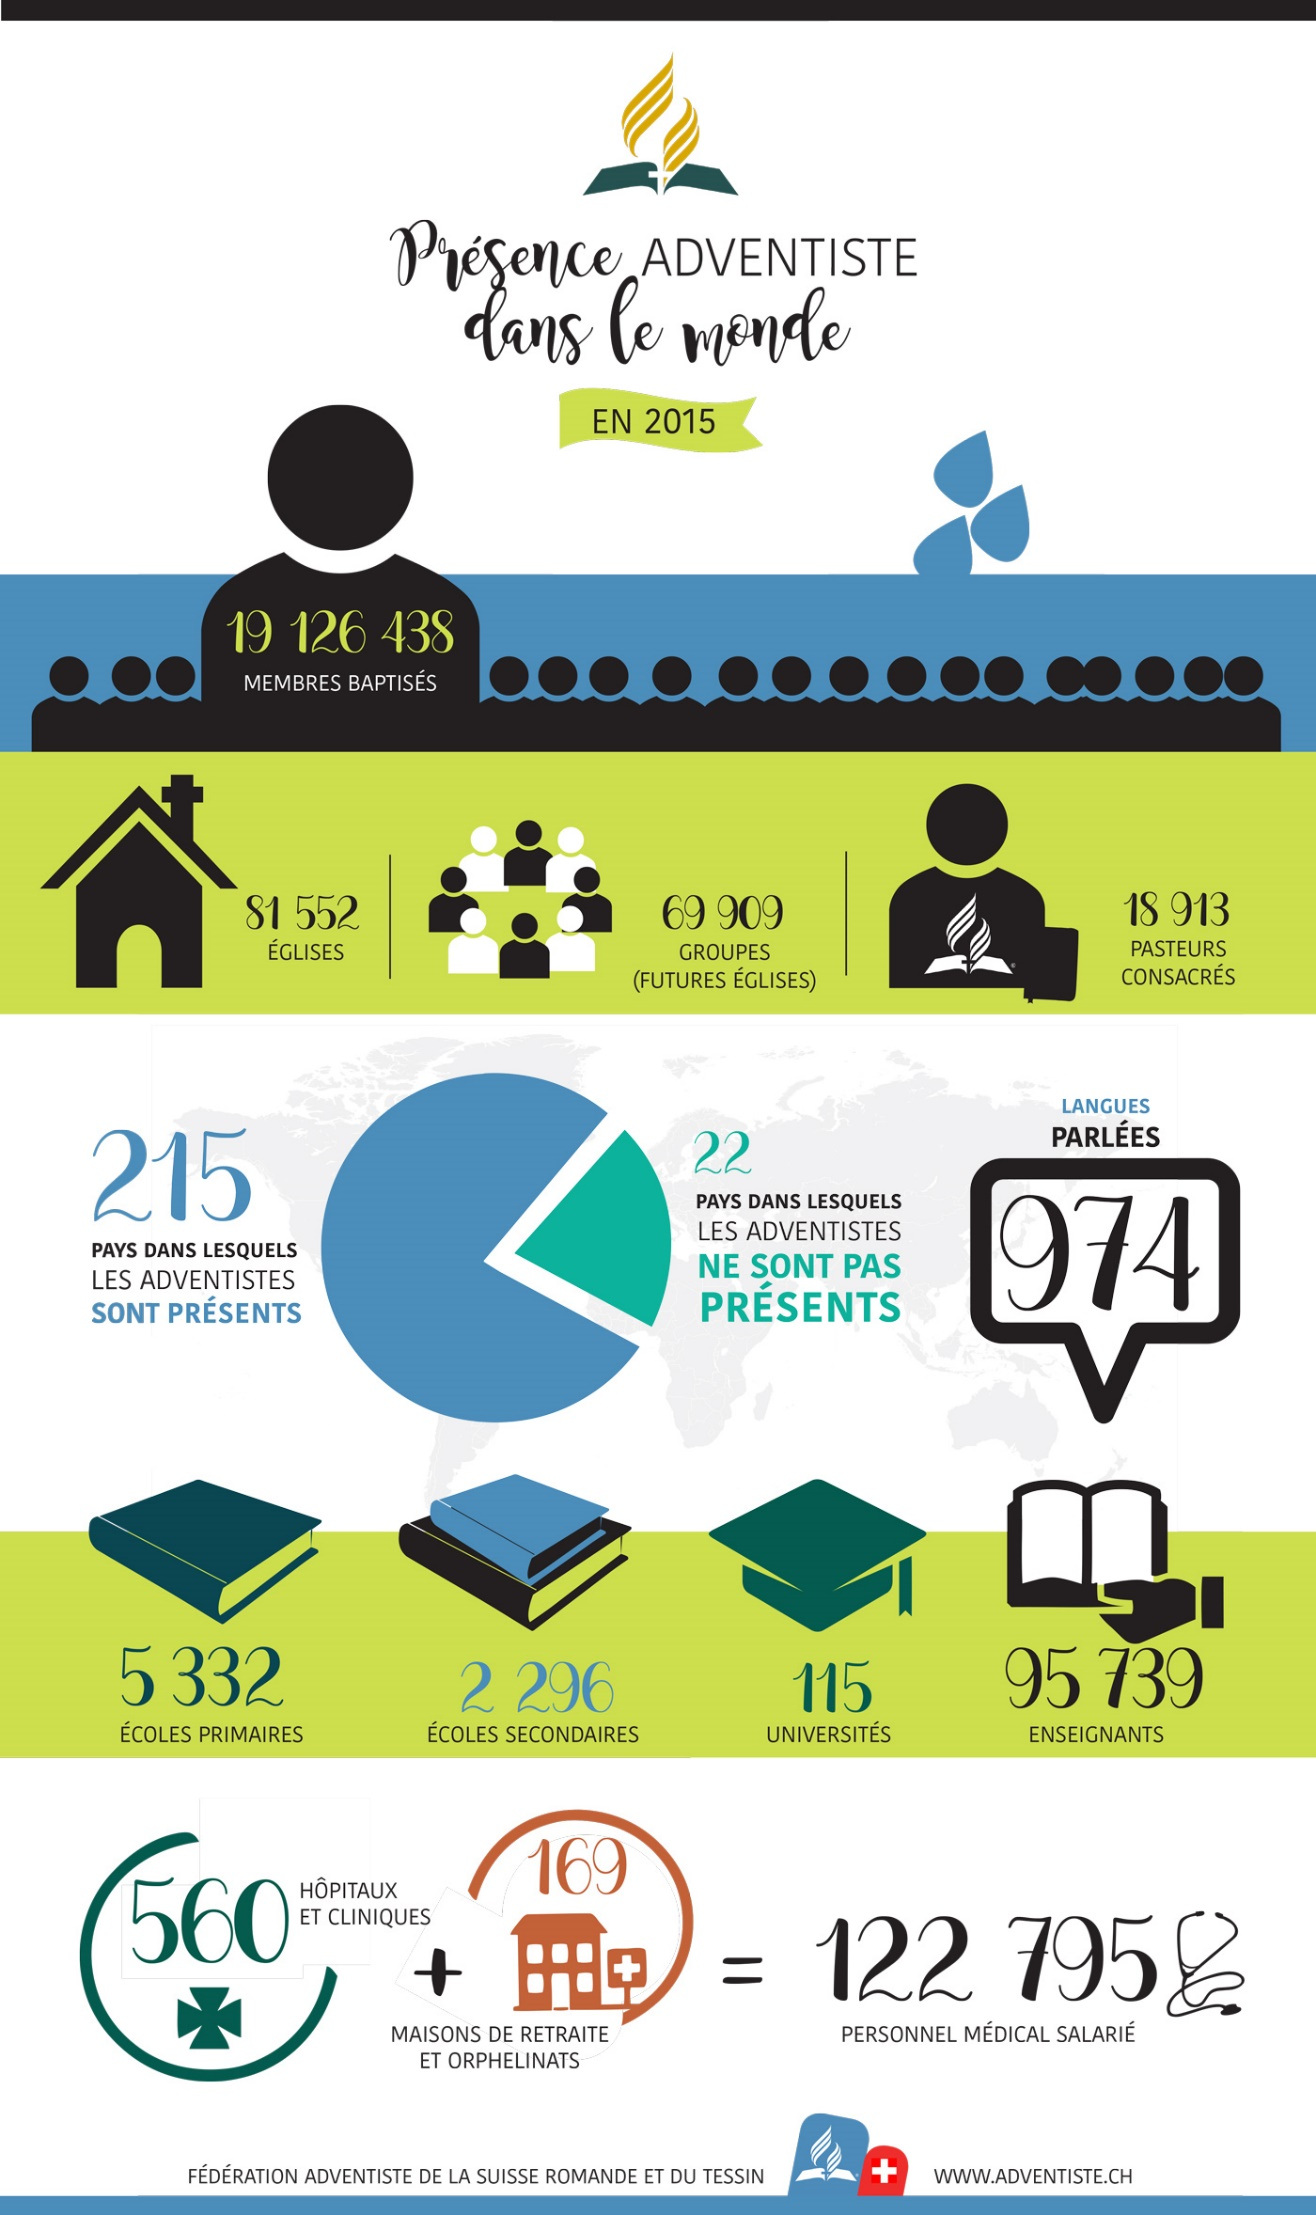 Présence ADVENTISTE
dans le monde
EN 2015
19 126 438
MEMBRES BAPTISÉS
81 552
ÉGLISES
69 909
GROUPES
(FUTURES ÉGLISES)
18 913
PASTEURS
CONSACRÉS
215
PAYS DANS LESQUELS
LES ADVENTISTES
SONT PRÉSENTS
22
PAYS DANS LESQUELS
LES ADVENTISTES
NE SONT PAS
PRÉSENTS
LANGUES
PARLÉES
974
5 332
ÉCOLES PRIMAIRES
2 296
ÉCOLES SECONDAIRES
115
UNIVERSITÉS
95 739
ENSEIGNANTS
560
HÔPITAUX
ET CLINIQUES
+
169
MAISONS DE RETRAITE
ET ORPHELINATS
=
122 795
PERSONNEL MÉDICAL SALARIÉ
FÉDÉRATION ADVENTISTE DE LA SUISSE ROMANDE ET DU TESSIN
WWW.ADVENTISTE.CH